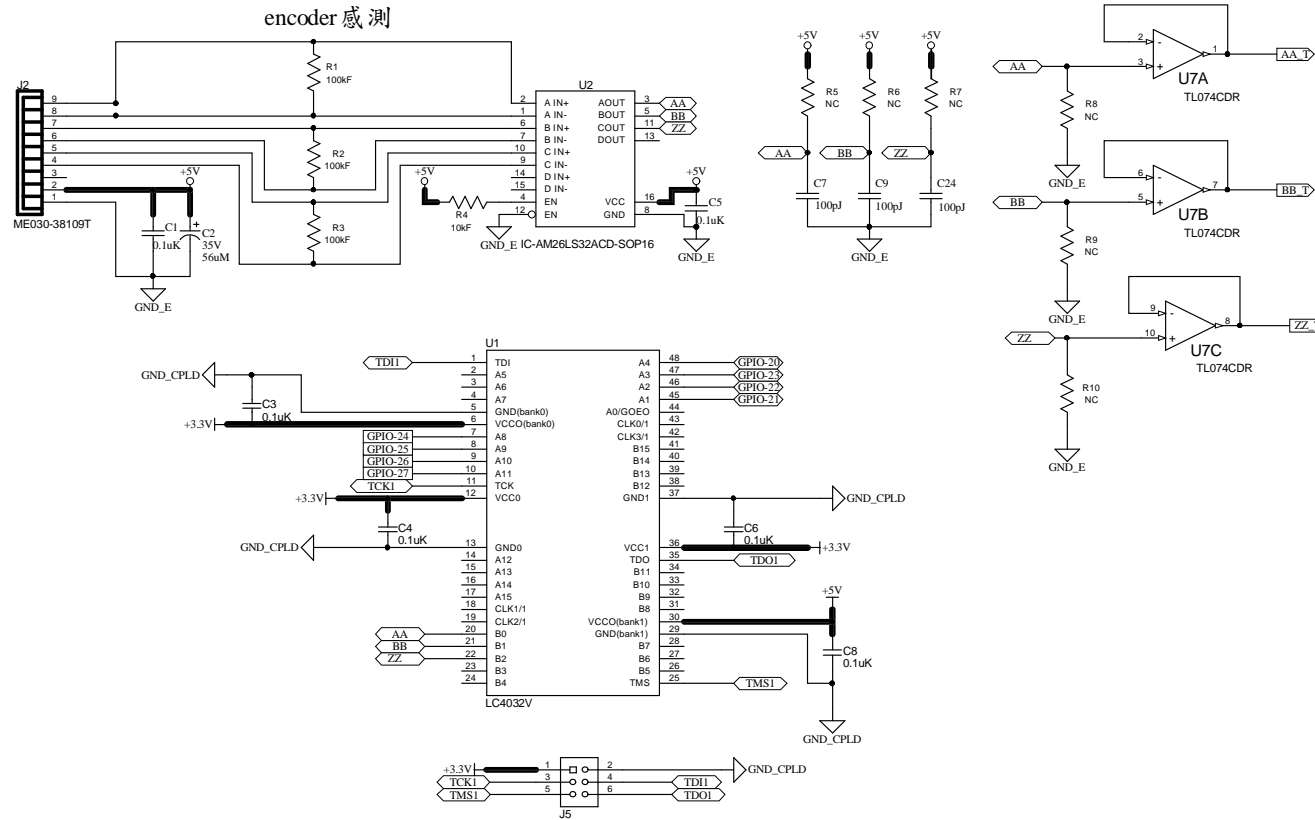 encoder 感測
J2
9
8
7
6
5
4
3
2
1
ME030-38109T
R1
100kF
R2
100kF
R3
100kF
+5V
C1
0.1uK
C2
35V
56uM
GND_E
+5V
R4
10kF
GND_E
U2
2 A IN+
1 A IN-
6 B IN+
7 B IN-
10 C IN+
9 C IN-
14 D IN+
15 D IN-
4 EN
12 EN
AOUT 3 AA
BOUT 5 BB
COUT 11 ZZ
DOUT 13
VCC 16
GND 8
IC-AM26LS32ACD-SOP16
+5V
C5
0.1uK
GND_E
+5V +5V +5V
R5
NC
R6
NC
R7
NC
AA BB ZZ
C7
100pJ
C9
100pJ
C24
100pJ
GND_E
AA
R8
NC
GND_E
2 -
3 +
1
U7A
TL074CDR
AA_T
BB
R9
NC
GND_E
6 -
5 +
7
U7B
TL074CDR
BB_T
ZZ
R10
NC
GND_E
9 -
10 +
8
U7C
TL074CDR
ZZ_
U1
TDI1 1 TDI
2 A5
3 A6
4 A7
5 GND(bank0)
6 VCCO(bank0)
GPIO-24 7 A8
GPIO-25 8 A9
GPIO-26 9 A10
GPIO-27 10 A11
TCK1 11 TCK
12 VCC0
13 GND0
14 A12
15 A13
16 A14
17 A15
18 CLK1/1
19 CLK2/1
AA 20 B0
BB 21 B1
ZZ 22 B2
23 B3
24 B4
GND_CPLD
C3
0.1uK
+3.3V
+3.3V
C4
0.1uK
GND_CPLD
A4 48 GPIO-20
A3 47 GPIO-23
A2 46 GPIO-22
A1 45 GPIO-21
A0/GOEO 44
CLK0/1 43
CLK3/1 42
B15 41
B14 40
B13 39
B12 38
GND1 37
VCC1 36
TDO 35 TDO1
B11 34
B10 33
B9 32
B8 31
VCCO(bank1) 30
GND(bank1) 29
B7 28
B6 27
B5 26
TMS 25 TMS1
LC4032V
GND_CPLD
C6
0.1uK
+3.3V
+5V
C8
0.1uK
GND_CPLD
+3.3V 1 2 GND_CPLD
TCK1 3 4 TDI1
TMS1 5 6 TDO1
J5